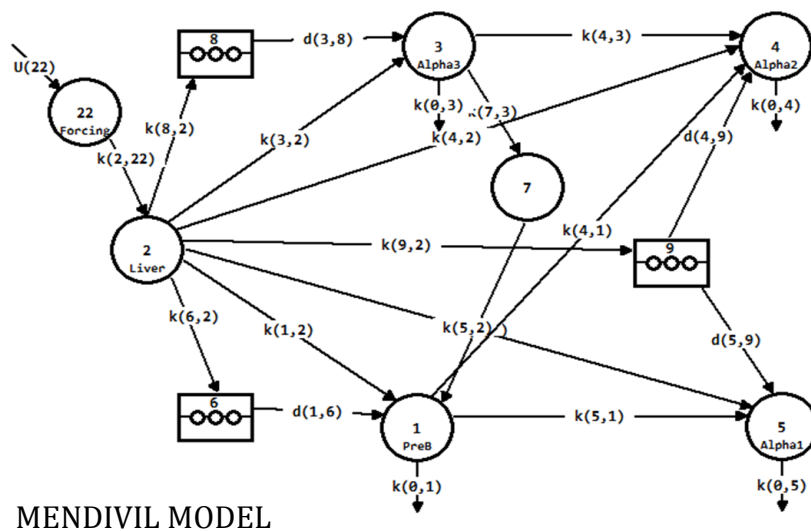 U(22)
22
Forcing
k(2,22)
8
d(3,8)
3
Alpha3
k(4,3)
4
Alpha2
k(8,2)
k(0,3)
k(7,3)
k(0,4)
k(3,2)
k(4,2)
d(4,9)
7
k(4,1)
2
Liver
k(9,2)
9
k(6,2)
k(1,2)
k(5,2)
d(5,9)
6
d(1,6)
1
PreB
k(5,1)
5
Alpha1
k(0,1)
k(0,5)
MENDIVIL MODEL